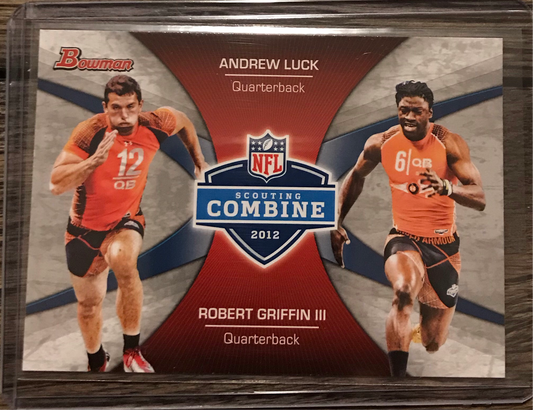 Bowman
ANDREW LUCK
Quarterback
12
QB
6 QB
NFL
SCOUTING
COMBINE
2012
ROBERT GRIFFIN III
Quarterback